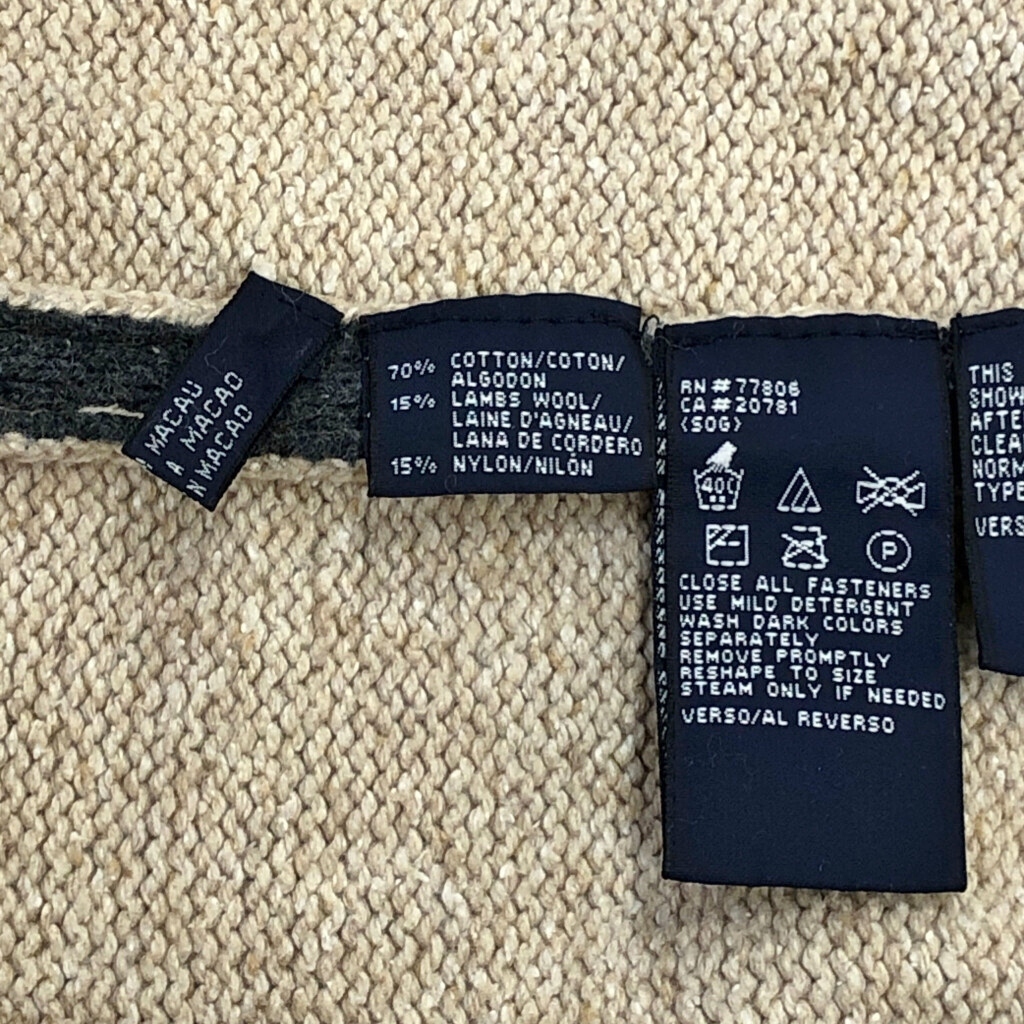 MACAU
A MACAO
N MACAO
70% COTTON/COTON/
ALGODON
15% LAMBS WOOL/
LAINE D'AGNEAU/
LANA DE CORDERO
15% NYLON/NILÓN
RN # 77806
CA # 20781
(SOG)
40C
P
CLOSE ALL FASTENERS
USE MILD DETERGENT
WASH DARK COLORS
SEPARATELY
REMOVE PROMPTLY
RESHAPE TO SIZE
STEAM ONLY IF NEEDED
VERSO/AL REVERSO
THIS
SHOW
AFTE
CLEA
NORM
TYPE
VERS